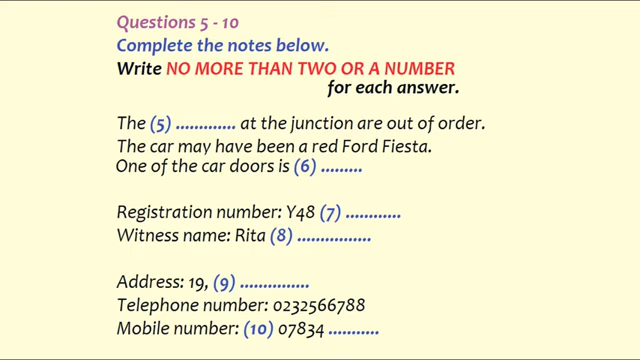 Questions 5 - 10
Complete the notes below.
Write NO MORE THAN TWO OR A NUMBER
for each answer.
The (5) ............. at the junction are out of order.
The car may have been a red Ford Fiesta.
One of the car doors is (6) .........
Registration number: Y48 (7) ............
Witness name: Rita (8) ................
Address: 19, (9) ...............
Telephone number: 0232566788
Mobile number: (10) 07834 ...........